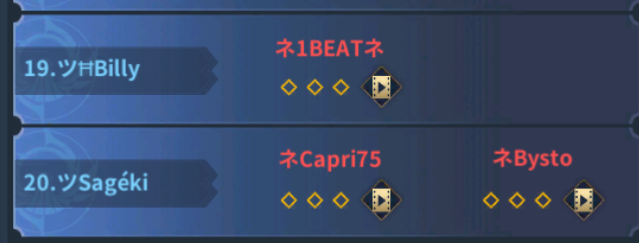 ネ1BEATネ
19.ツĦBilly
ネCapri75 ネBysto
20.ツSagéki